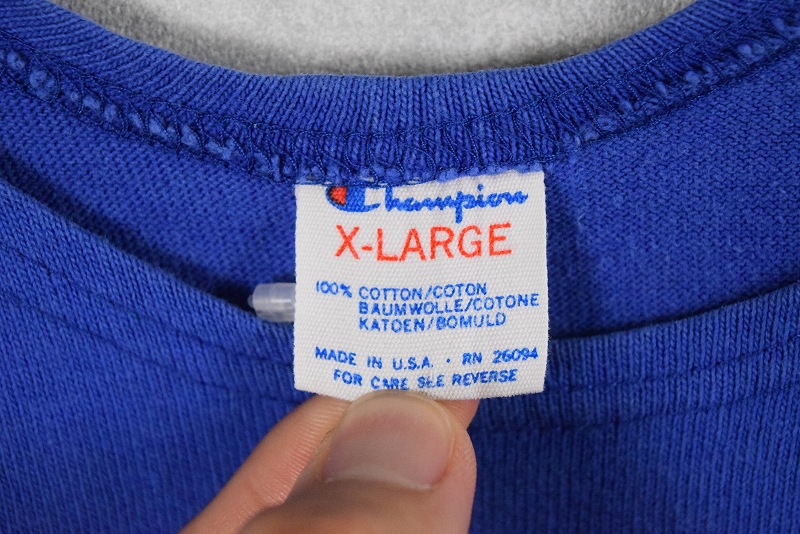 Champion
X-LARGE
100% COTTON/COTON
BAUMWOLLE/COTONE
KATOEN/BOMULD
MADE IN U.S.A. · RN 26094
FOR CARE SEE REVERSE